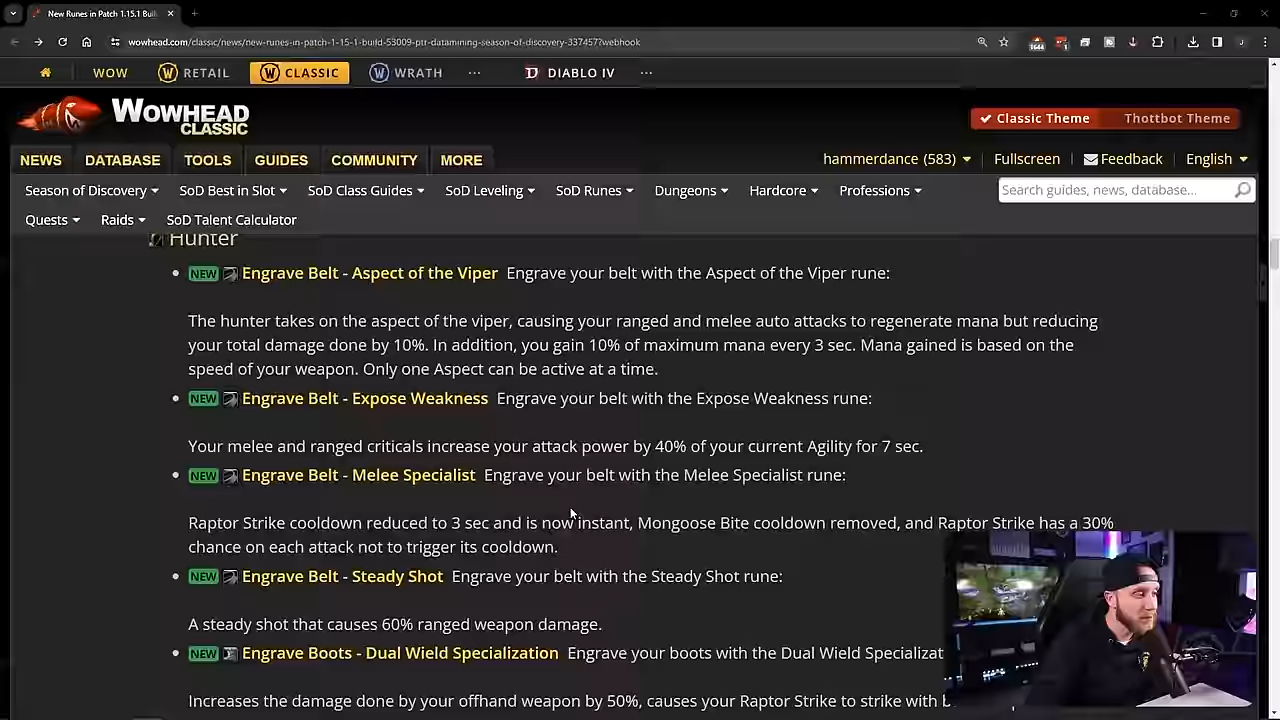 New Runes in Patch 1.15.1 Buil
wowhead.com/classic/news/new-runes-in-patch-1-15-1-build-53009-ptr-datamining-season-of-discovery-337457?webhook
WOW RETAIL CLASSIC WRATH ... DIABLO IV ...
WOWHEAD
CLASSIC
Classic Theme Thottbot Theme
NEWS DATABASE TOOLS GUIDES COMMUNITY MORE
hammerdance (583) Fullscreen Feedback English
Season of Discovery SoD Best in Slot SoD Class Guides SoD Leveling SoD Runes Dungeons Hardcore Professions
Search guides, news, database...
Quests Raids SoD Talent Calculator
Hunter
• NEW Engrave Belt - Aspect of the Viper Engrave your belt with the Aspect of the Viper rune:
The hunter takes on the aspect of the viper, causing your ranged and melee auto attacks to regenerate mana but reducing
your total damage done by 10%. In addition, you gain 10% of maximum mana every 3 sec. Mana gained is based on the
speed of your weapon. Only one Aspect can be active at a time.
• NEW Engrave Belt - Expose Weakness Engrave your belt with the Expose Weakness rune:
Your melee and ranged criticals increase your attack power by 40% of your current Agility for 7 sec.
• NEW Engrave Belt - Melee Specialist Engrave your belt with the Melee Specialist rune:
Raptor Strike cooldown reduced to 3 sec and is now instant, Mongoose Bite cooldown removed, and Raptor Strike has a 30%
chance on each attack not to trigger its cooldown.
• NEW Engrave Belt - Steady Shot Engrave your belt with the Steady Shot rune:
A steady shot that causes 60% ranged weapon damage.
• NEW Engrave Boots - Dual Wield Specialization Engrave your boots with the Dual Wield Specializat
Increases the damage done by your offhand weapon by 50%, causes your Raptor Strike to strike with b